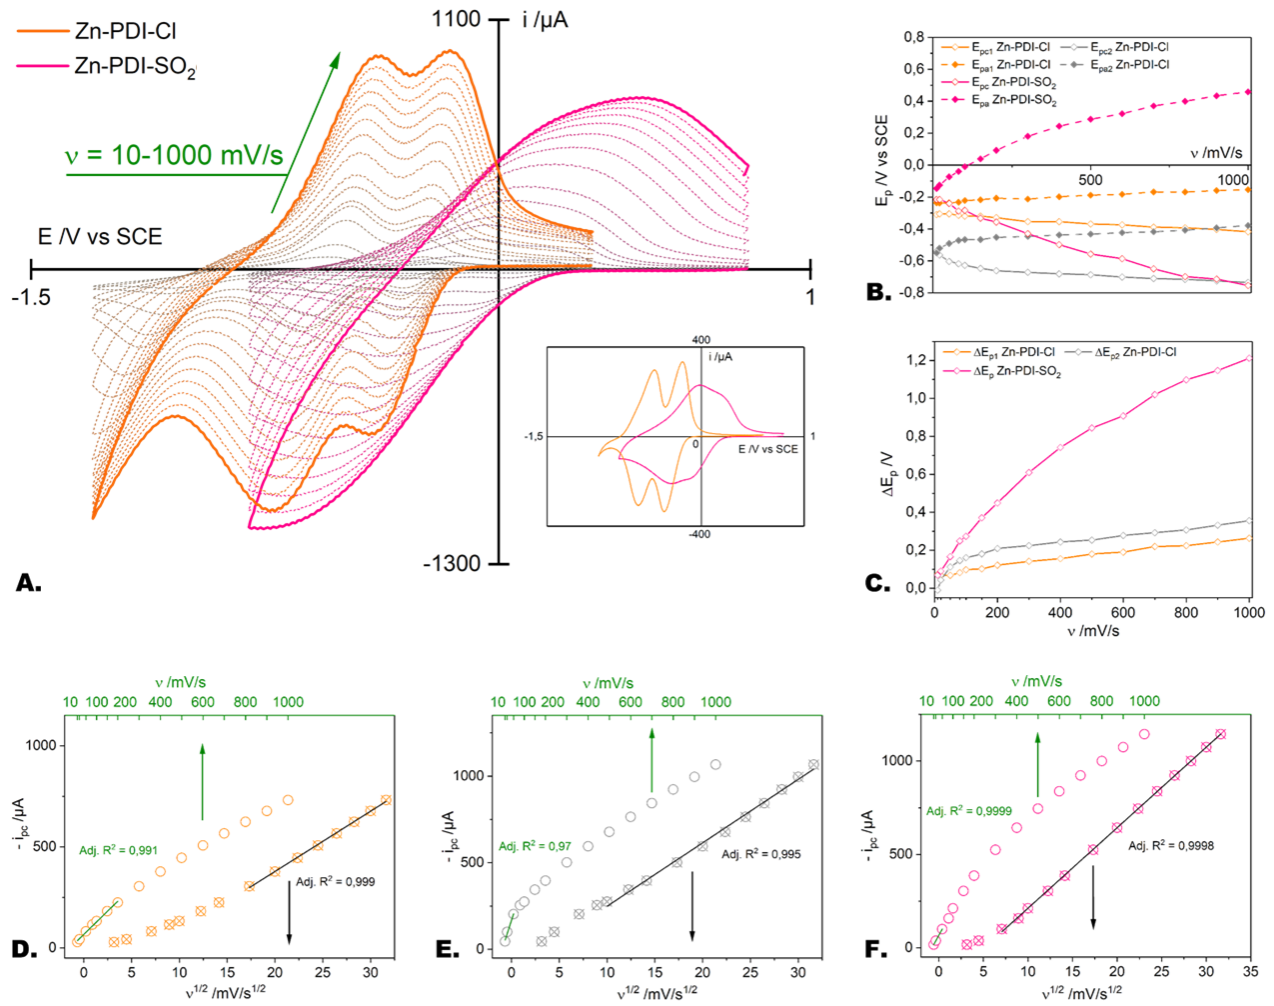 Zn-PDI-Cl
Zn-PDI-SO2
1100
i /µA
ν = 10-1000 mV/s
E /V vs SCE
-1.5
1
-1300
A.
400
i /µA
-1,5
0
1
E /V vs SCE
-400
0,8
0,6
0,4
0,2
0,0
-0,2
-0,4
-0,6
-0,8
Ep /V vs SCE
Epc1 Zn-PDI-Cl
Epc2 Zn-PDI-Cl
Epa1 Zn-PDI-Cl
Epa2 Zn-PDI-Cl
Epc Zn-PDI-SO2
Epa Zn-PDI-SO2
ν /mV/s
500
1000
B.
1,2
1,0
0,8
0,6
0,4
0,2
0,0
ΔEp /V
ΔEp1 Zn-PDI-Cl
ΔEp2 Zn-PDI-Cl
ΔEp Zn-PDI-SO2
0 200 400 600 800 1000
ν /mV/s
C.
ν /mV/s
10 100 200 400 600 800 1000
1000
500
0
- ipc /µA
Adj. R2 = 0,991
Adj. R2 = 0,999
0 5 10 15 20 25 30
ν1/2 /mV/s1/2
D.
ν /mV/s
10 100 200 400 600 800 1000
1000
500
0
- ipc /µA
Adj. R2 = 0,97
Adj. R2 = 0,995
0 5 10 15 20 25 30
ν1/2 /mV/s1/2
E.
ν /mV/s
10 100 200 400 600 800 1000
1000
500
0
- ipc /µA
Adj. R2 = 0,9999
Adj. R2 = 0,9998
0 5 10 15 20 25 30 35
ν1/2 /mV/s1/2
F.